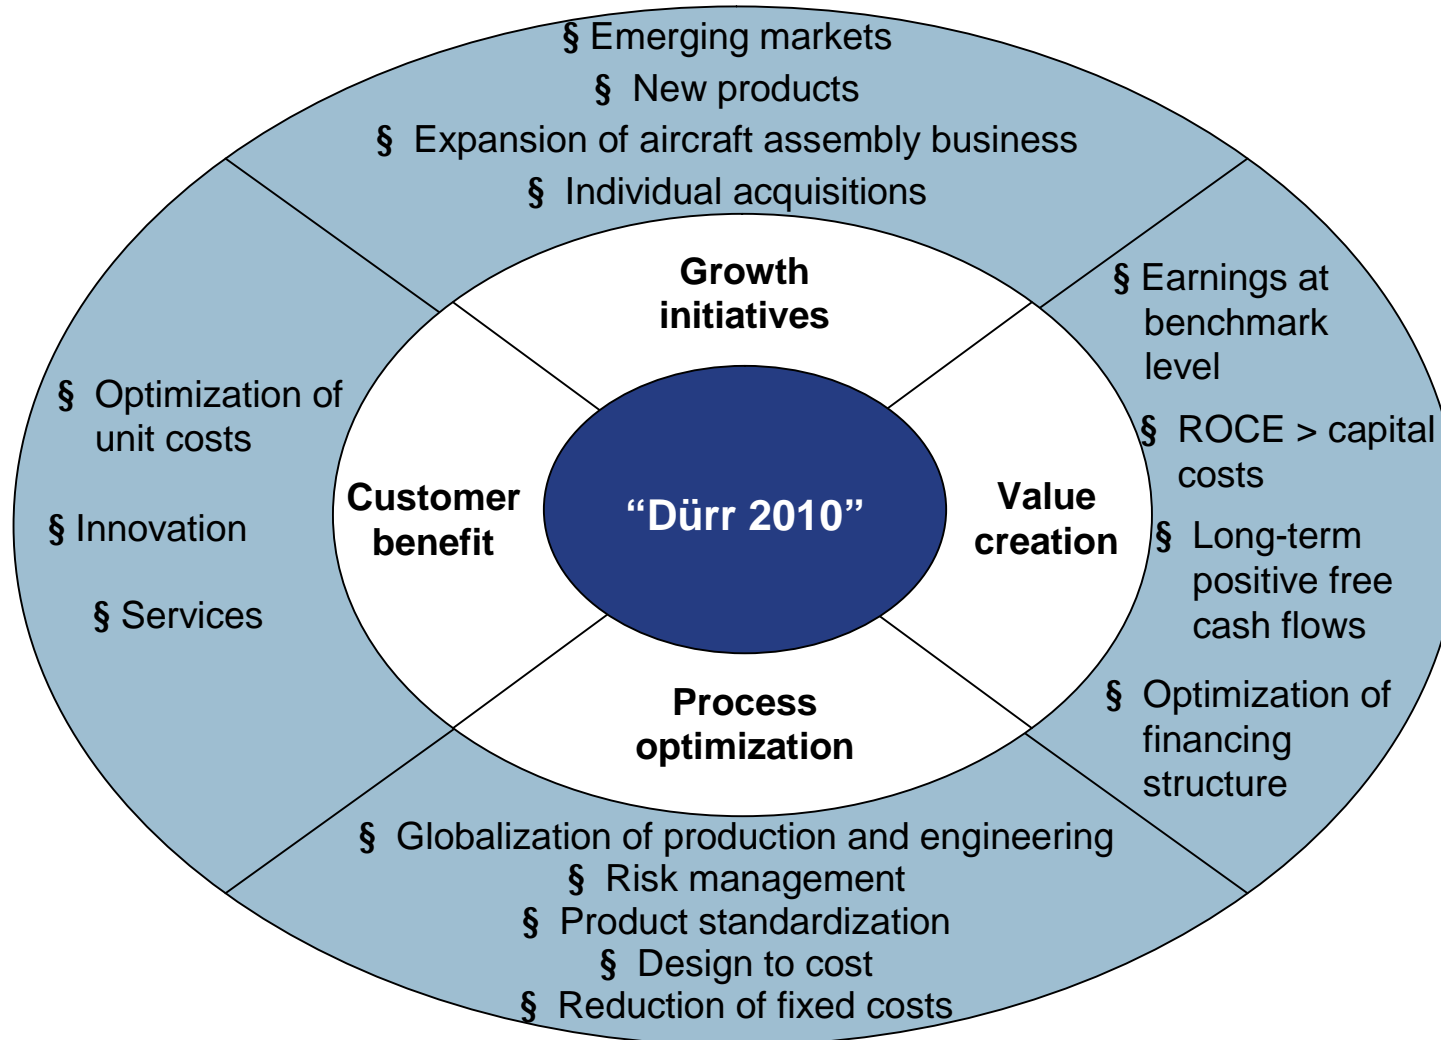 § Emerging markets
§ New products
§ Expansion of aircraft assembly business
§ Individual acquisitions
Growth
initiatives
§ Optimization of
unit costs
§ Innovation
§ Services
Customer
benefit
“Dürr 2010”
Value
creation
§ Earnings at
benchmark
level
§ ROCE > capital
costs
§ Long-term
positive free
cash flows
§ Optimization of
financing
structure
Process
optimization
§ Globalization of production and engineering
§ Risk management
§ Product standardization
§ Design to cost
§ Reduction of fixed costs